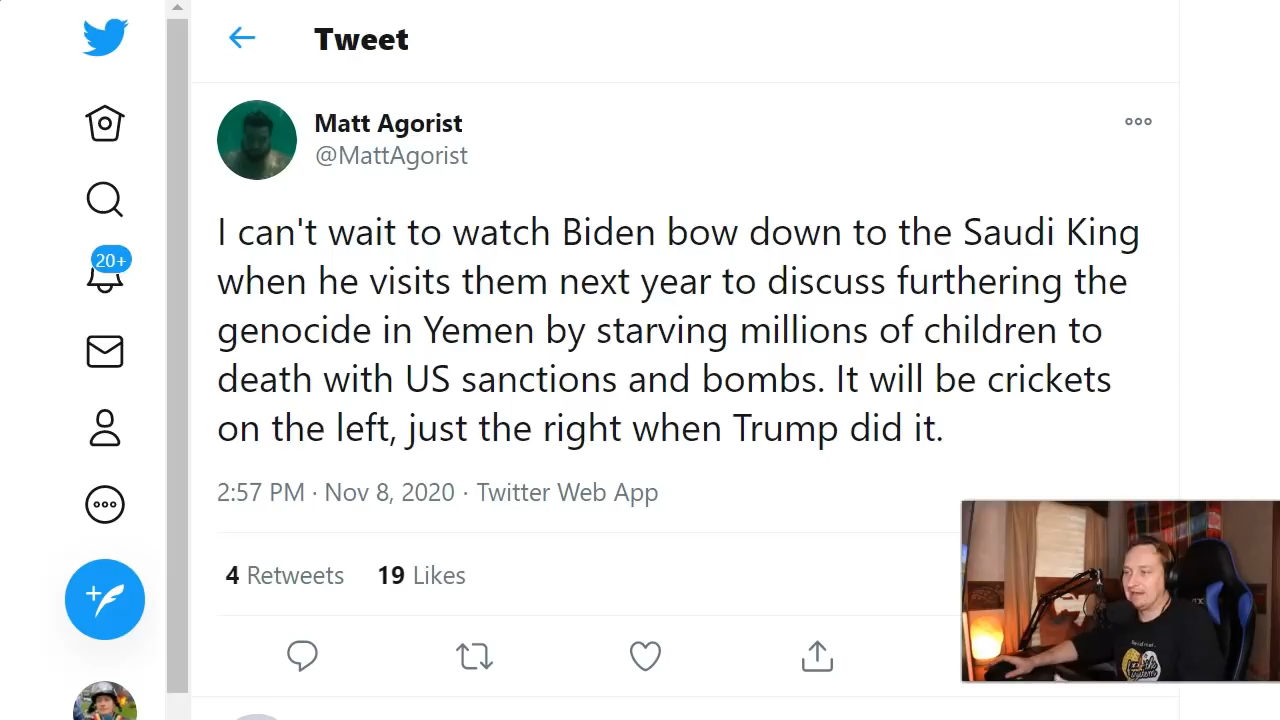 Tweet
Matt Agorist
@MattAgorist
I can't wait to watch Biden bow down to the Saudi King
when he visits them next year to discuss furthering the
genocide in Yemen by starving millions of children to
death with US sanctions and bombs. It will be crickets
on the left, just the right when Trump did it.
2:57 PM · Nov 8, 2020 · Twitter Web App
4 Retweets 19 Likes
20+